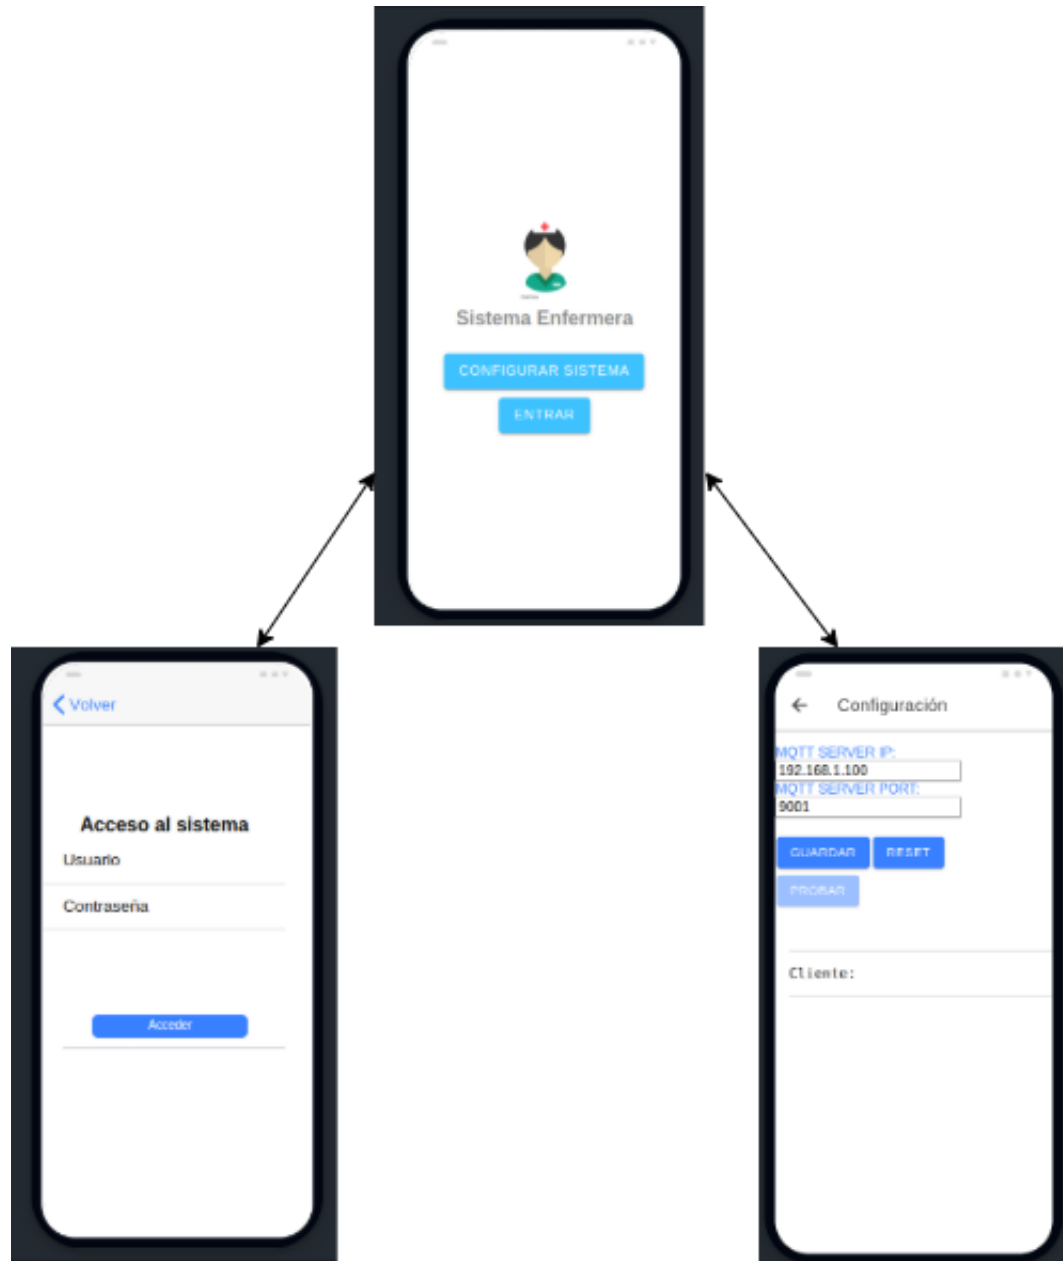 Sistema Enfermera
CONFIGURAR SISTEMA
ENTRAR
Volver
Acceso al sistema
Usuario
Contraseña
Acceder
Configuración
MQTT SERVER IP:
192.168.1.100
MQTT SERVER PORT:
9001
GUARDAR RESET
PROBAR
Cliente: